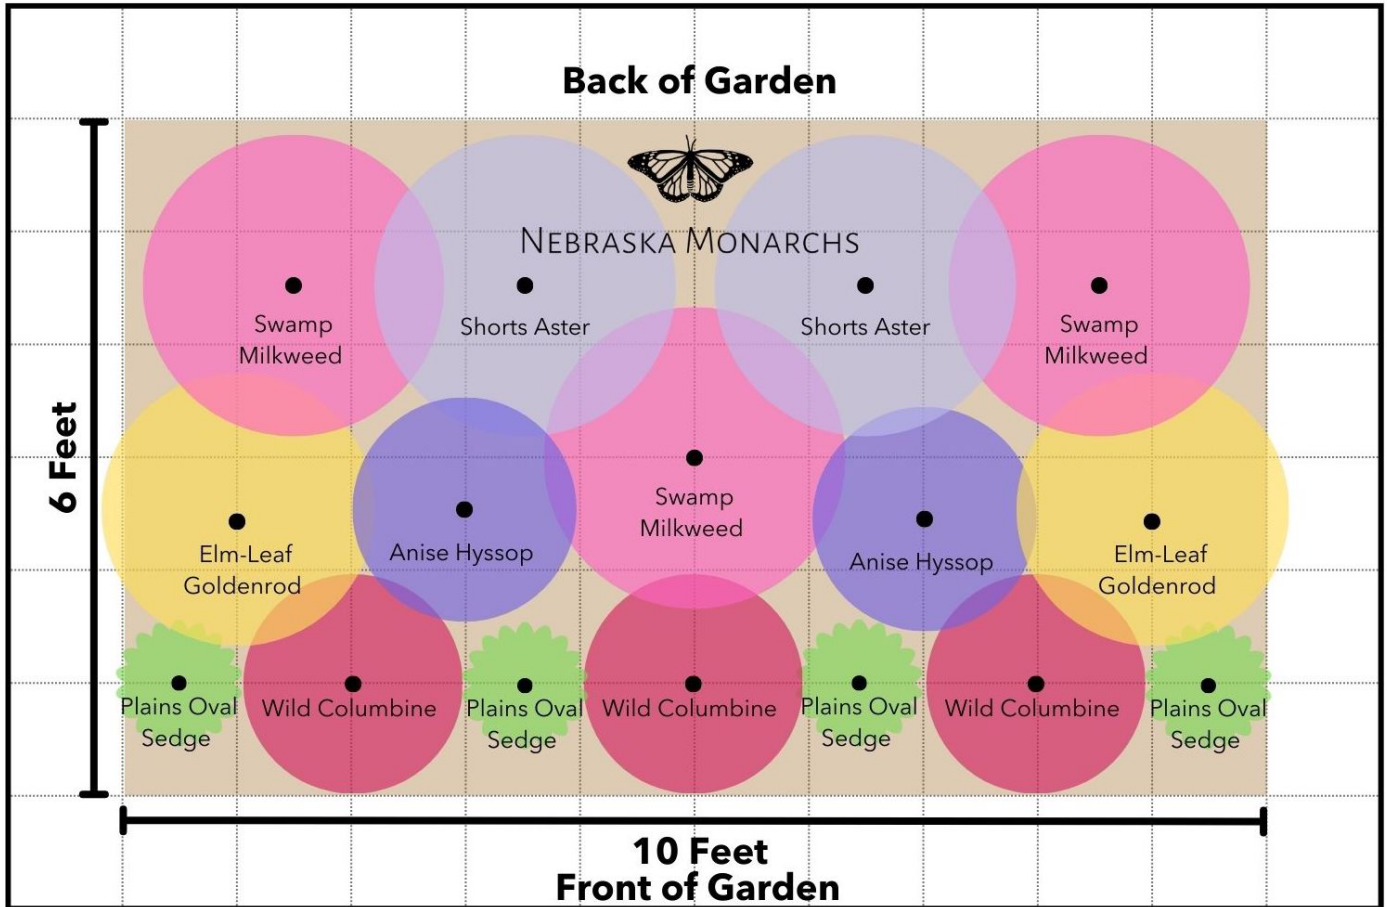 Back of Garden
NEBRASKA MONARCHS
Swamp
Milkweed
Shorts Aster
Shorts Aster
Swamp
Milkweed
6 Feet
Elm-Leaf
Goldenrod
Anise Hyssop
Swamp
Milkweed
Anise Hyssop
Elm-Leaf
Goldenrod
Plains Oval
Sedge
Wild Columbine
Plains Oval
Sedge
Wild Columbine
Plains Oval
Sedge
Wild Columbine
Plains Oval
Sedge
10 Feet
Front of Garden